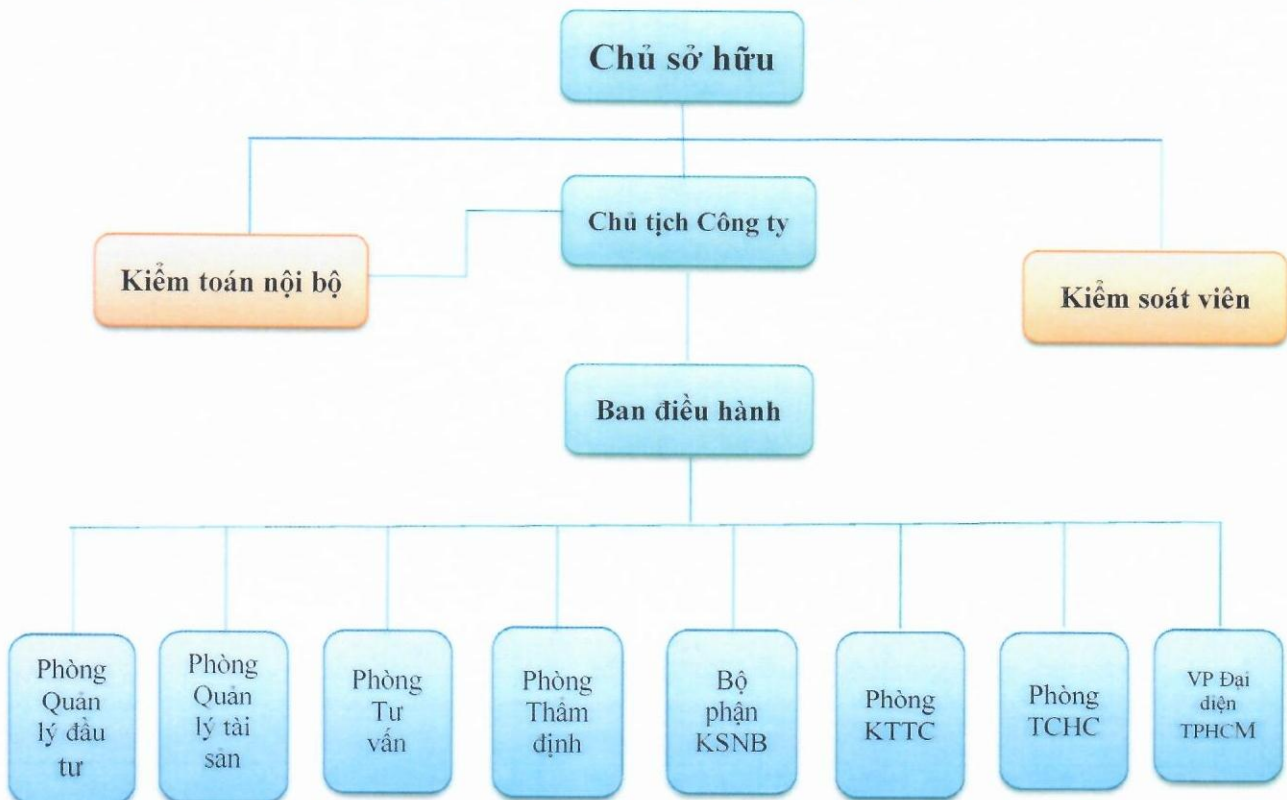 Chủ sở hữu
Chủ tịch Công ty
Kiểm toán nội bộ
Kiểm soát viên
Ban điều hành
Phòng
Quản
lý đầu
tư
Phòng
Quản
lý tài
sản
Phòng
Tư
vấn
Phòng
Thẩm
định
Bộ
phận
KSNB
Phòng
KTTC
Phòng
TCHC
VP Đại
diện
TPHCM